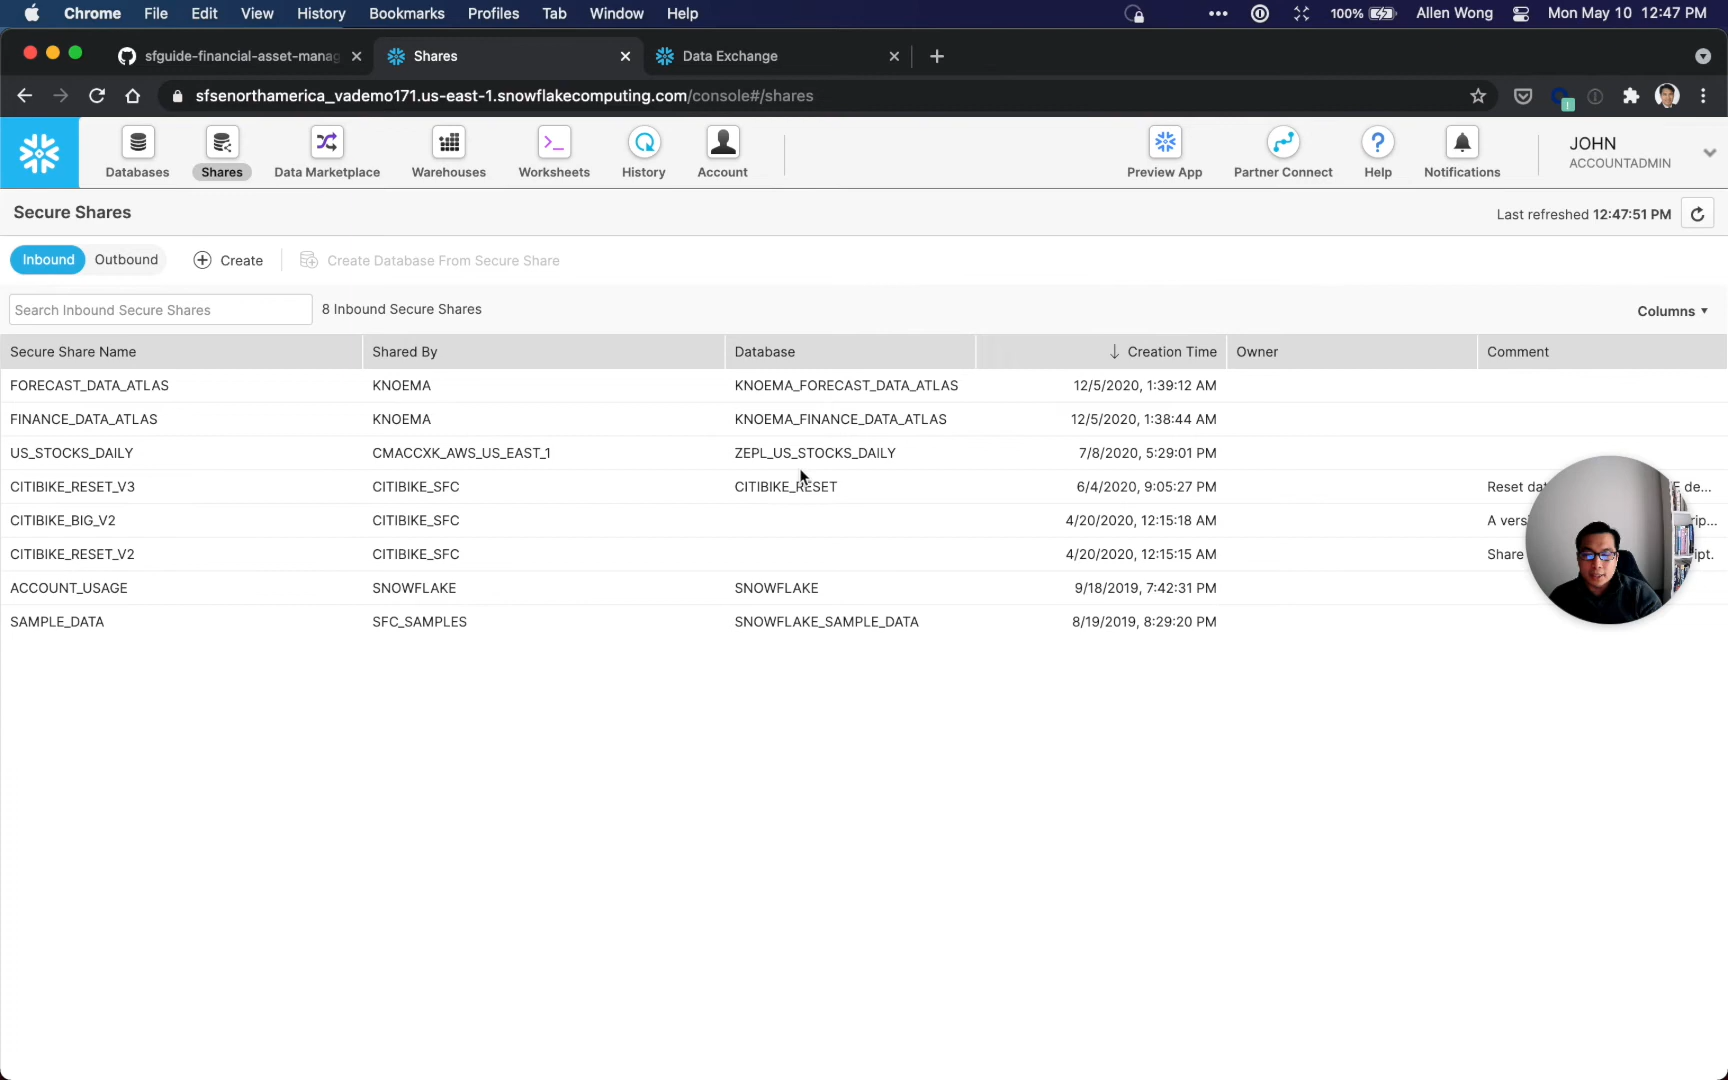 Chrome File Edit View History Bookmarks Profiles Tab Window Help 100% Allen Wong Mon May 10 12:47 PM
sfguide-financial-asset-manag Shares Data Exchange
sfsenorthamerica_vademo171.us-east-1.snowflakecomputing.com/console#/shares
Databases Shares Data Marketplace Warehouses Worksheets History Account Preview App Partner Connect Help Notifications JOHN
ACCOUNTADMIN
Secure Shares Last refreshed 12:47:51 PM
Inbound Outbound Create Create Database From Secure Share
Search Inbound Secure Shares 8 Inbound Secure Shares Columns
Secure Share Name Shared By Database Creation Time Owner Comment
FORECAST_DATA_ATLAS KNOEMA KNOEMA_FORECAST_DATA_ATLAS 12/5/2020, 1:39:12 AM
FINANCE_DATA_ATLAS KNOEMA KNOEMA_FINANCE_DATA_ATLAS 12/5/2020, 1:38:44 AM
US_STOCKS_DAILY CMACCXK_AWS_US_EAST_1 ZEPL_US_STOCKS_DAILY 7/8/2020, 5:29:01 PM
CITIBIKE_RESET_V3 CITIBIKE_SFC CITIBIKE_RESET 6/4/2020, 9:05:27 PM Reset de...
CITIBIKE_BIG_V2 CITIBIKE_SFC 4/20/2020, 12:15:18 AM A
CITIBIKE_RESET_V2 CITIBIKE_SFC 4/20/2020, 12:15:15 AM Share
ACCOUNT_USAGE SNOWFLAKE SNOWFLAKE 9/18/2019, 7:42:31 PM
SAMPLE_DATA SFC_SAMPLES SNOWFLAKE_SAMPLE_DATA 8/19/2019, 8:29:20 PM